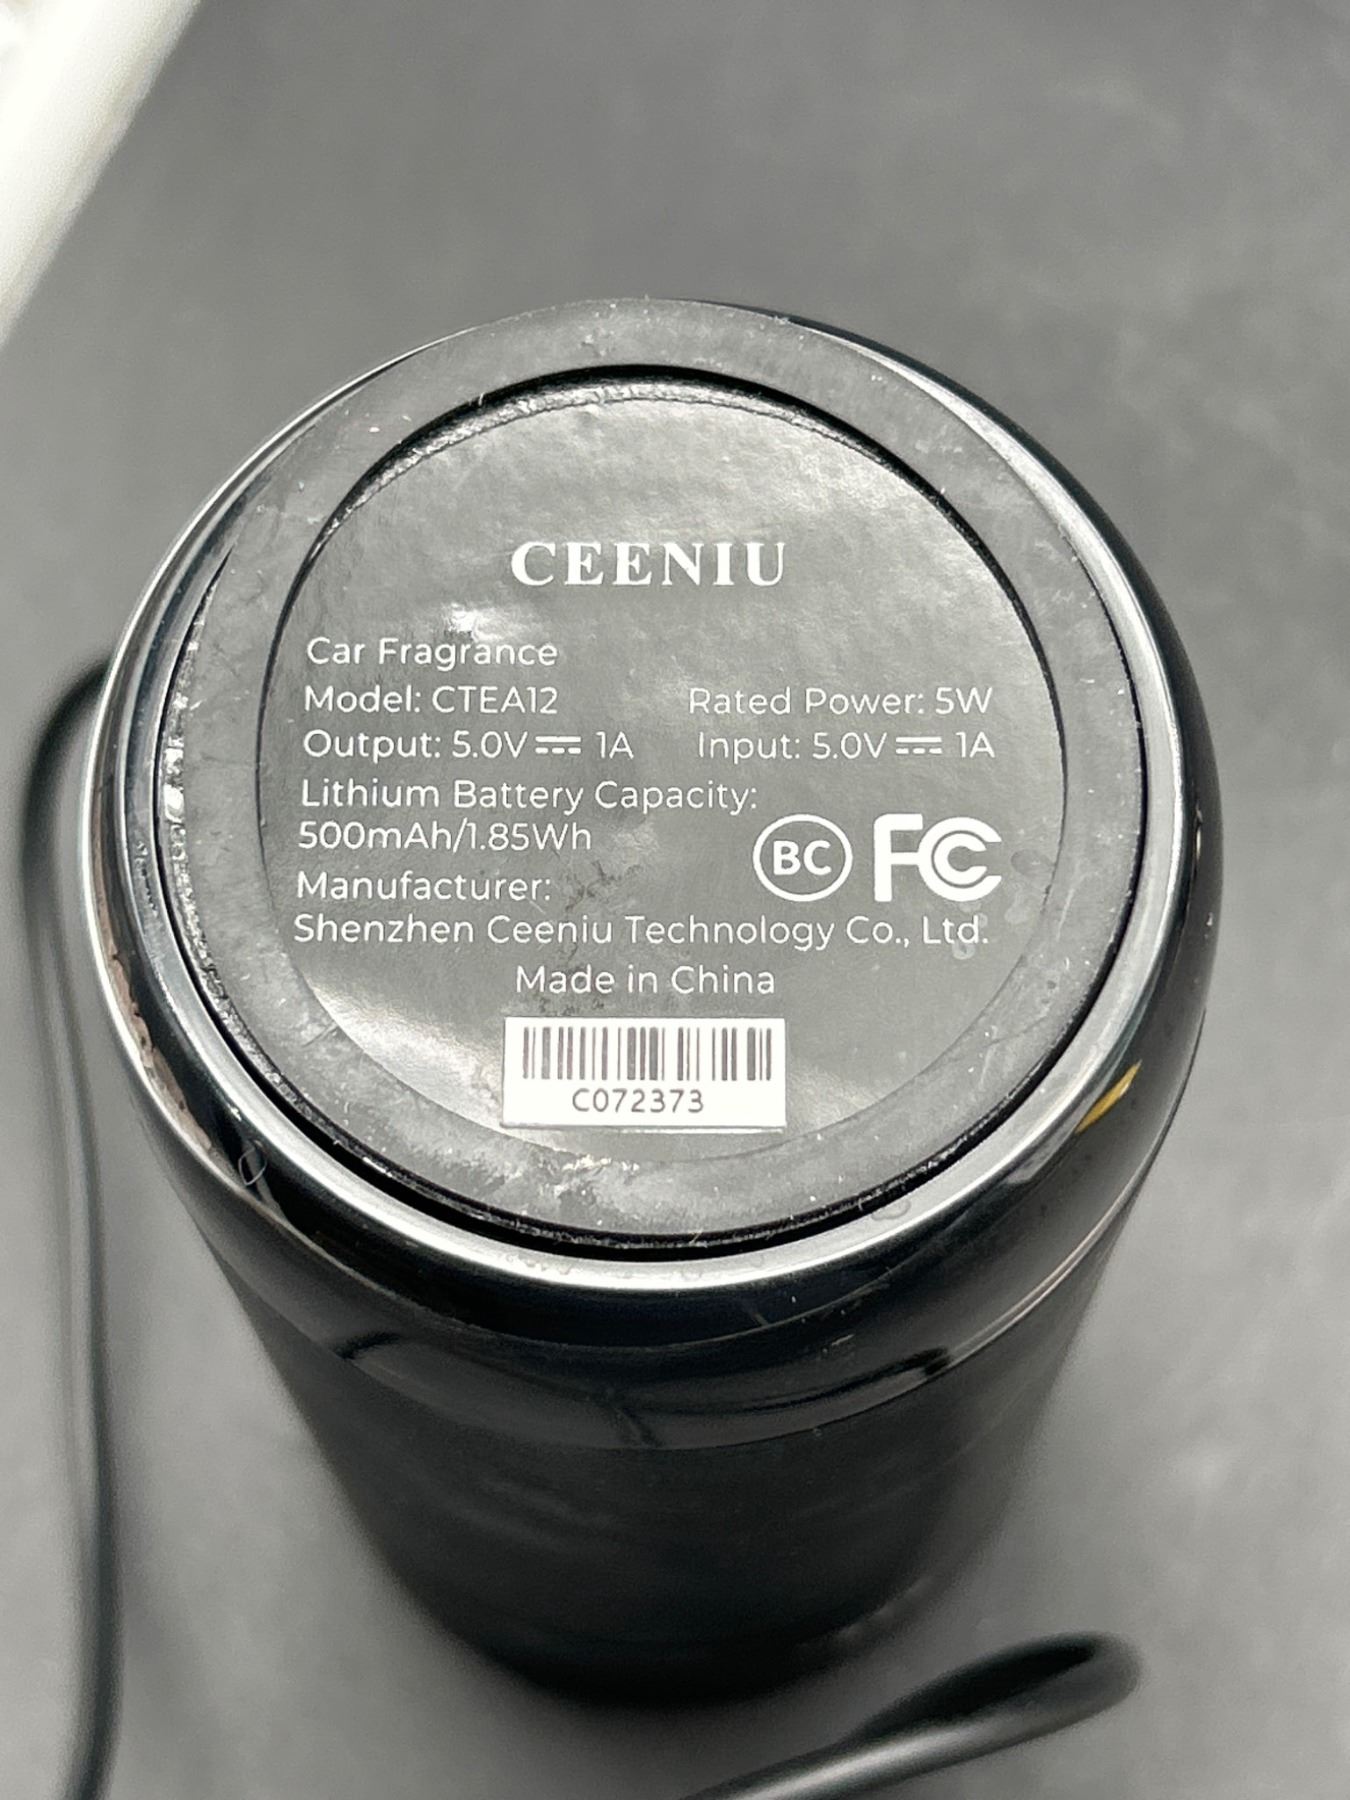 CEENIU
Car Fragrance
Model: CTEA12 Rated Power: 5W
Output: 5.0V⎓1A Input: 5.0V⎓1A
Lithium Battery Capacity:
500mAh/1.85Wh
BC FC
Manufacturer:
Shenzhen Ceeniu Technology Co., Ltd.
Made in China
C072373